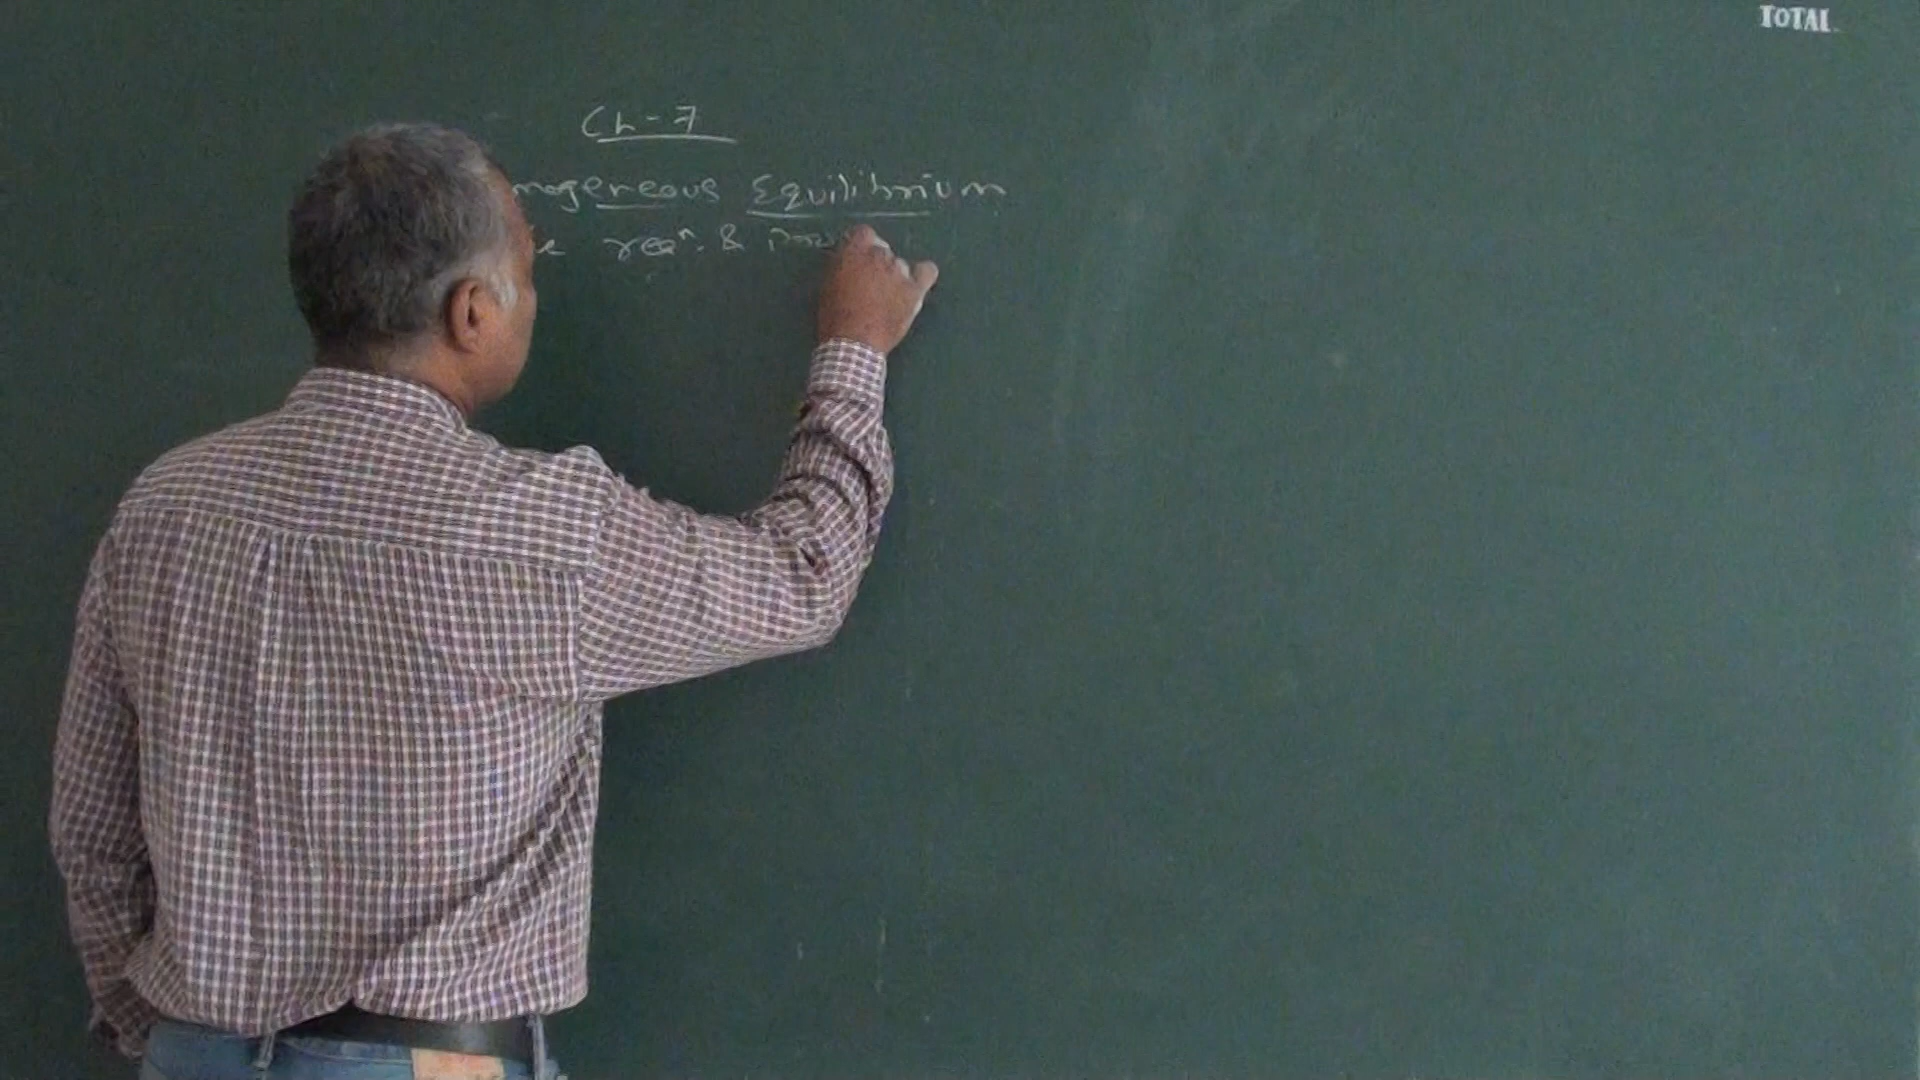 TOTAL
Ch-7
mogereous Equilibrium
reaⁿ. &